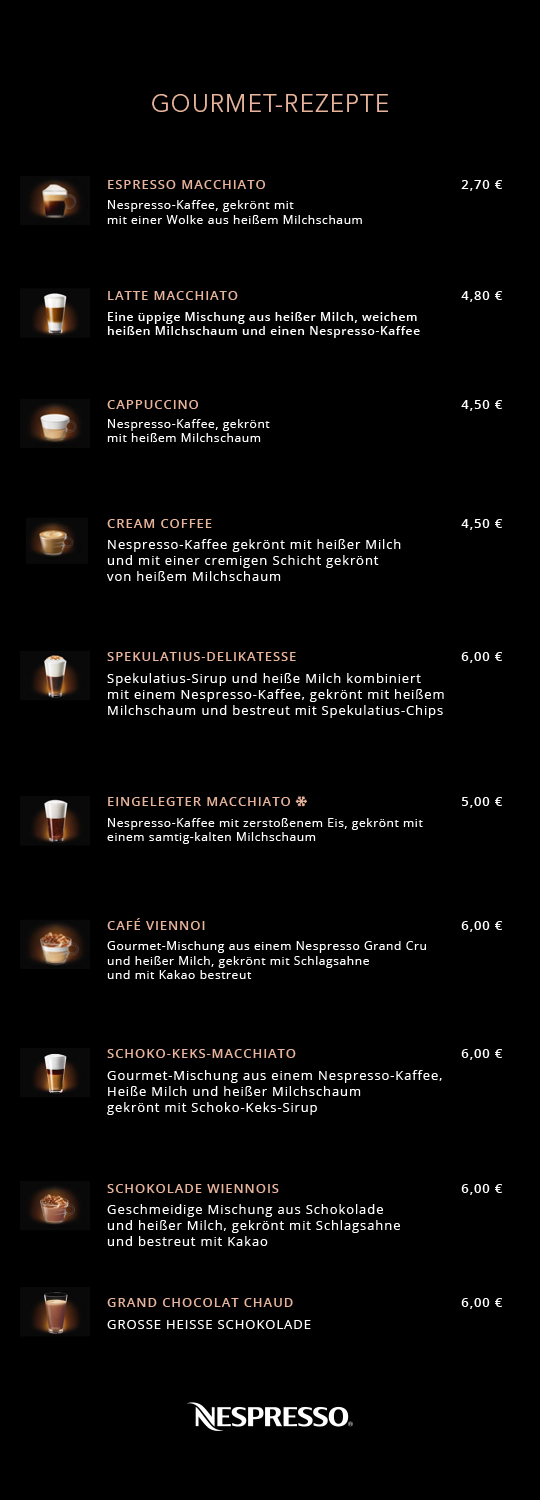 GOURMET-REZEPTE
ESPRESSO MACCHIATO 2,70 €
Nespresso-Kaffee, gekrönt mit
mit einer Wolke aus heißem Milchschaum
LATTE MACCHIATO 4,80 €
Eine üppige Mischung aus heißer Milch, weichem
heißen Milchschaum und einen Nespresso-Kaffee
CAPPUCCINO 4,50 €
Nespresso-Kaffee, gekrönt
mit heißem Milchschaum
CREAM COFFEE 4,50 €
Nespresso-Kaffee gekrönt mit heißer Milch
und mit einer cremigen Schicht gekrönt
von heißem Milchschaum
SPEKULATIUS-DELIKATESSE 6,00 €
Spekulatius-Sirup und heiße Milch kombiniert
mit einem Nespresso-Kaffee, gekrönt mit heißem
Milchschaum und bestreut mit Spekulatius-Chips
EINGELEGTER MACCHIATO ❄ 5,00 €
Nespresso-Kaffee mit zerstoßenem Eis, gekrönt mit
einem samtig-kalten Milchschaum
CAFÉ VIENNOI 6,00 €
Gourmet-Mischung aus einem Nespresso Grand Cru
und heißer Milch, gekrönt mit Schlagsahne
und mit Kakao bestreut
SCHOKO-KEKS-MACCHIATO 6,00 €
Gourmet-Mischung aus einem Nespresso-Kaffee,
Heiße Milch und heißer Milchschaum
gekrönt mit Schoko-Keks-Sirup
SCHOKOLADE WIENNOIS 6,00 €
Geschmeidige Mischung aus Schokolade
und heißer Milch, gekrönt mit Schlagsahne
und bestreut mit Kakao
GRAND CHOCOLAT CHAUD 6,00 €
GROSSE HEISSE SCHOKOLADE
NESPRESSO®